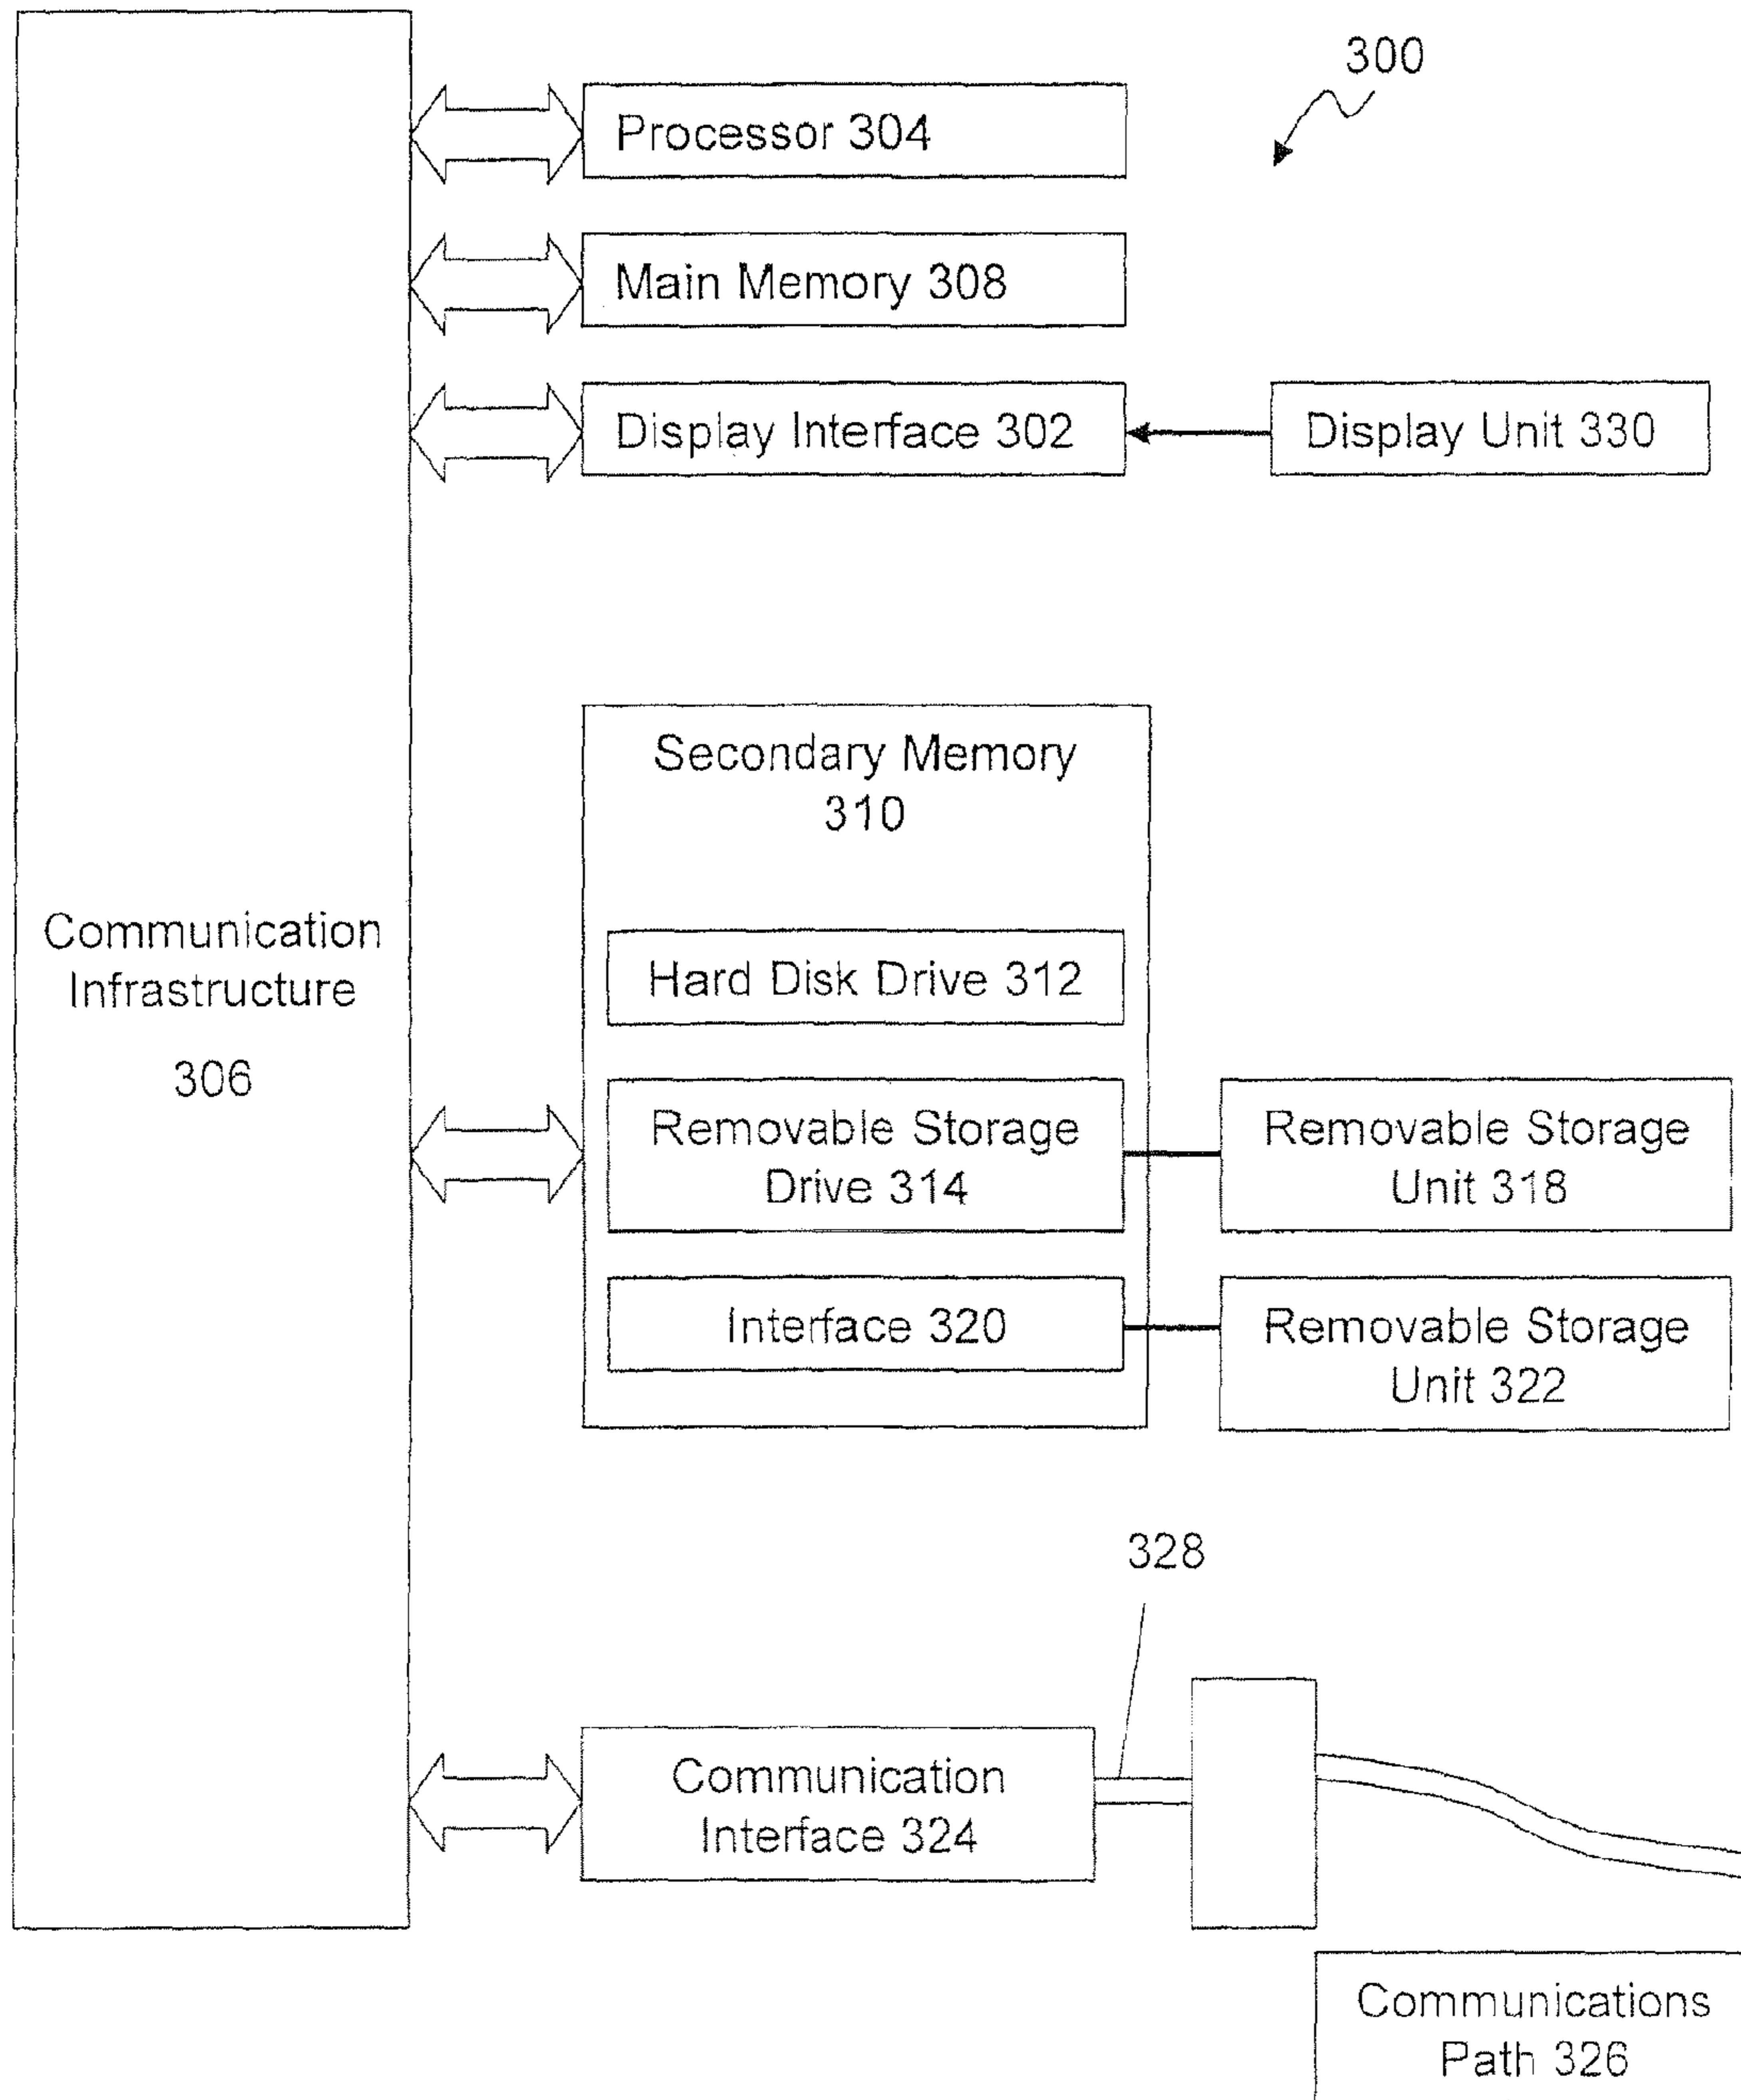 300
Processor 304
Main Memory 308
Display Interface 302
Display Unit 330
Secondary Memory
310
Hard Disk Drive 312
Communication
Infrastructure
306
Removable Storage
Drive 314
Removable Storage
Unit 318
Interface 320
Removable Storage
Unit 322
328
Communication
Interface 324
Communications
Path 326